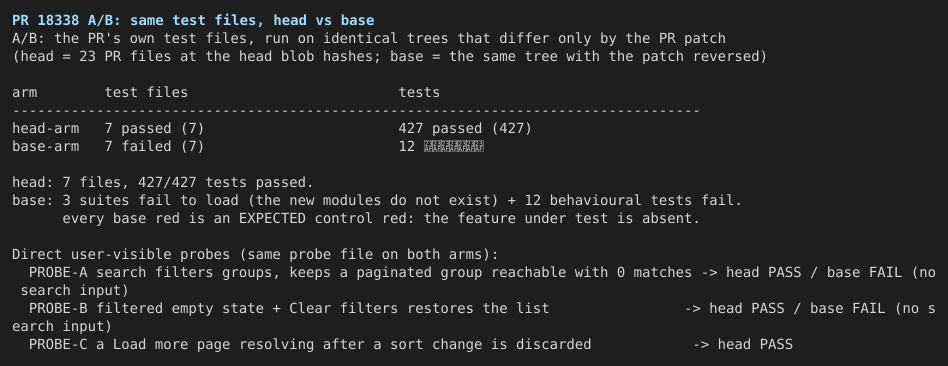 PR 18338 A/B: same test files, head vs base
A/B: the PR's own test files, run on identical trees that differ only by the PR patch
(head = 23 PR files at the head blob hashes; base = the same tree with the patch reversed)
arm test files tests
--------------------------------------------------------------------------------
head-arm 7 passed (7) 427 passed (427)
base-arm 7 failed (7) 12
head: 7 files, 427/427 tests passed.
base: 3 suites fail to load (the new modules do not exist) + 12 behavioural tests fail.
every base red is an EXPECTED control red: the feature under test is absent.
Direct user-visible probes (same probe file on both arms):
PROBE-A search filters groups, keeps a paginated group reachable with 0 matches -> head PASS / base FAIL (no
search input)
PROBE-B filtered empty state + Clear filters restores the list -> head PASS / base FAIL (no s
earch input)
PROBE-C a Load more page resolving after a sort change is discarded -> head PASS